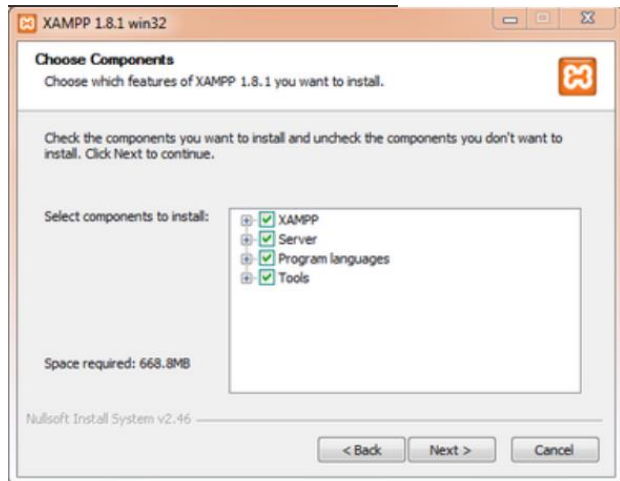 XAMPP 1.8.1 win32
Choose Components
Choose which features of XAMPP 1.8.1 you want to install.
Check the components you want to install and uncheck the components you don't want to
install. Click Next to continue.
Select components to install:
XAMPP
Server
Program languages
Tools
Space required: 668.8MB
Nullsoft Install System v2.46
< Back
Next >
Cancel